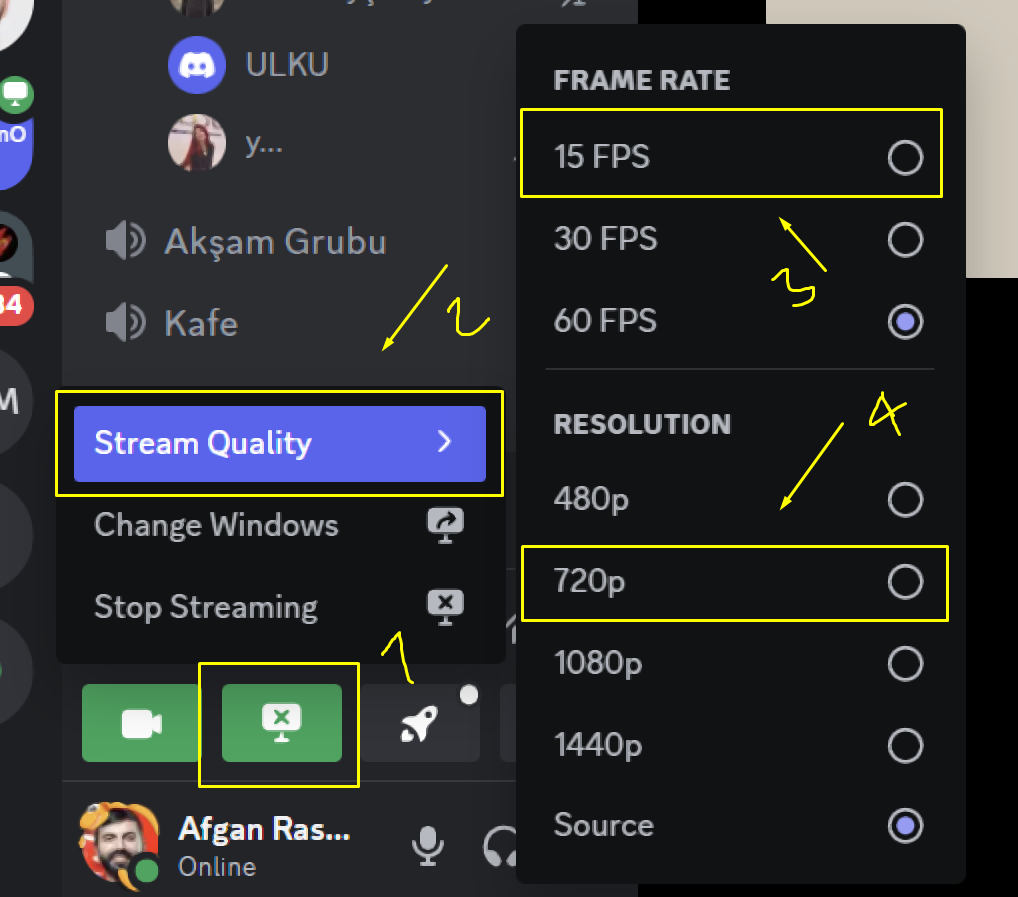 nO
34
M
ULKU
y...
Akşam Grubu
Kafe
2
Stream Quality
Change Windows
Stop Streaming
1
Afgan Ras...
Online
FRAME RATE
15 FPS
30 FPS
3
60 FPS
RESOLUTION
4
480p
720p
1080p
1440p
Source